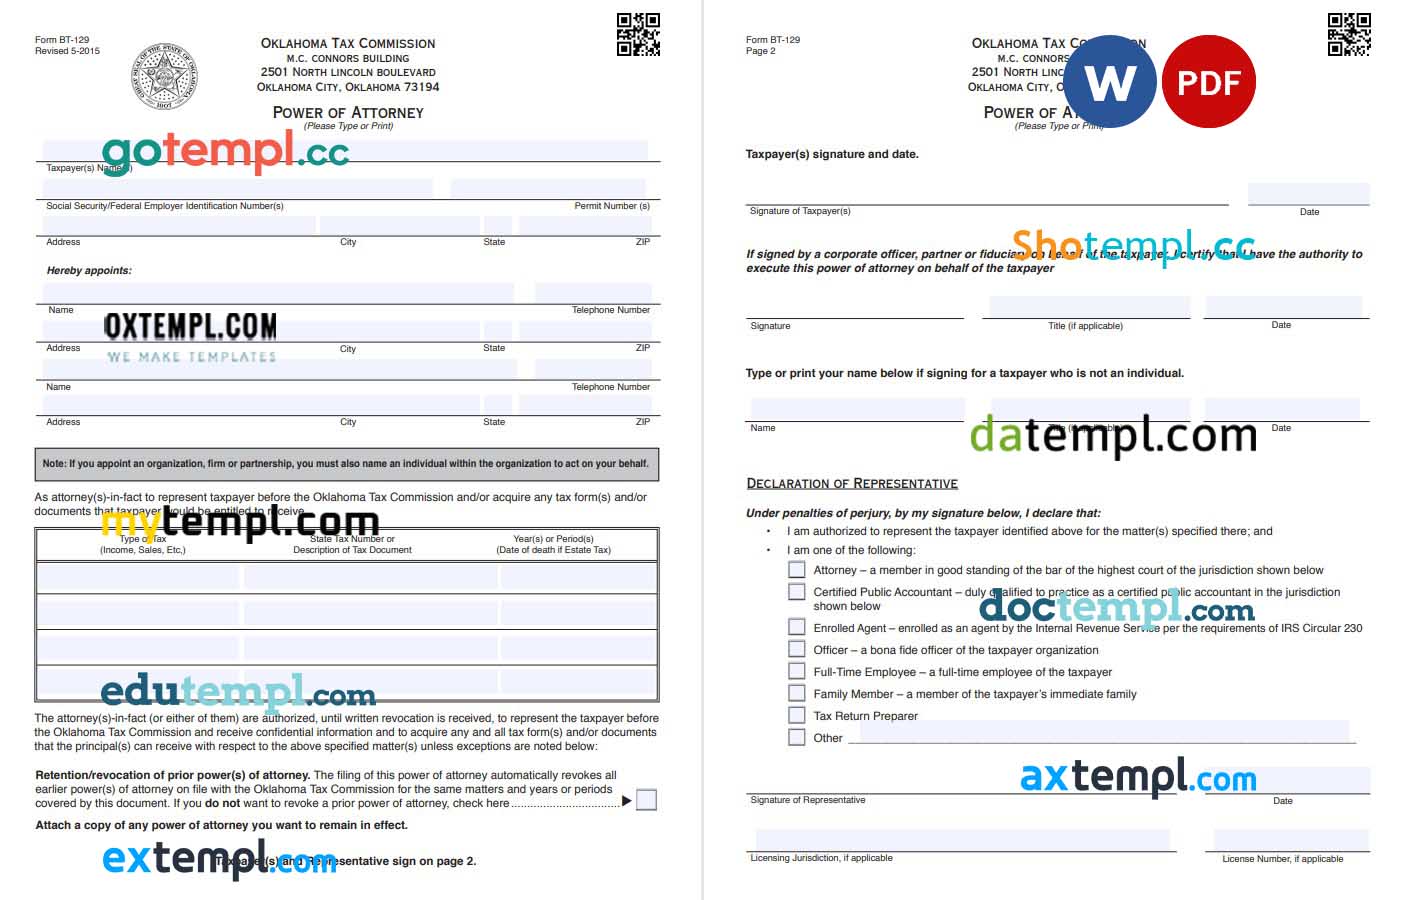 Form BT-129
Revised 5-2015
OKLAHOMA TAX COMMISSION
M.C. CONNORS BUILDING
2501 NORTH LINCOLN BOULEVARD
OKLAHOMA CITY, OKLAHOMA 73194
POWER OF ATTORNEY
(Please Type or Print)
gotempl.cc
Taxpayer(s) Name(s)
Social Security/Federal Employer Identification Number(s) Permit Number (s)
Address City State ZIP
Hereby appoints:
Name Telephone Number
OXTEMPL.COM
Address City State ZIP
WE MAKE TEMPLATES
Name Telephone Number
Address City State ZIP
Note: If you appoint an organization, firm or partnership, you must also name an individual within the organization to act on your behalf.
As attorney(s)-in-fact to represent taxpayer before the Oklahoma Tax Commission and/or acquire any tax form(s) and/or
documents that taxpayer would be entitled to receive
mytempl.com
Type of Tax State Tax Number or Year(s) or Period(s)
(Income, Sales, Etc,) Description of Tax Document (Date of death if Estate Tax)
edutempl.com
The attorney(s)-in-fact (or either of them) are authorized, until written revocation is received, to represent the taxpayer before
the Oklahoma Tax Commission and receive confidential information and to acquire any and all tax form(s) and/or documents
that the principal(s) can receive with respect to the above specified matter(s) unless exceptions are noted below:
Retention/revocation of prior power(s) of attorney. The filing of this power of attorney automatically revokes all
earlier power(s) of attorney on file with the Oklahoma Tax Commission for the same matters and years or periods
covered by this document. If you do not want to revoke a prior power of attorney, check here
Attach a copy of any power of attorney you want to remain in effect.
extempl.com
Taxpayer(s) and Representative sign on page 2.
Form BT-129
Page 2
OKLAHOMA TAX COMMISSION
M.C. CONNORS
2501 NORTH LINC
OKLAHOMA CITY, O
W PDF
POWER OF AT
(Please Type or Print)
Taxpayer(s) signature and date.
Signature of Taxpayer(s) Date
Shotempl.cc
If signed by a corporate officer, partner or fiduciary on behalf of the taxpayer, I certify that I have the authority to
execute this power of attorney on behalf of the taxpayer
Signature Title (if applicable) Date
Type or print your name below if signing for a taxpayer who is not an individual.
Name Title (if applicable) Date
datempl.com
DECLARATION OF REPRESENTATIVE
Under penalties of perjury, by my signature below, I declare that:
• I am authorized to represent the taxpayer identified above for the matter(s) specified there; and
• I am one of the following:
Attorney – a member in good standing of the bar of the highest court of the jurisdiction shown below
Certified Public Accountant – duly qualified to practice as a certified public accountant in the jurisdiction
shown below
doctempl.com
Enrolled Agent – enrolled as an agent by the Internal Revenue Service per the requirements of IRS Circular 230
Officer – a bona fide officer of the taxpayer organization
Full-Time Employee – a full-time employee of the taxpayer
Family Member – a member of the taxpayer's immediate family
Tax Return Preparer
Other
axtempl.com
Signature of Representative Date
Licensing Jurisdiction, if applicable License Number, if applicable